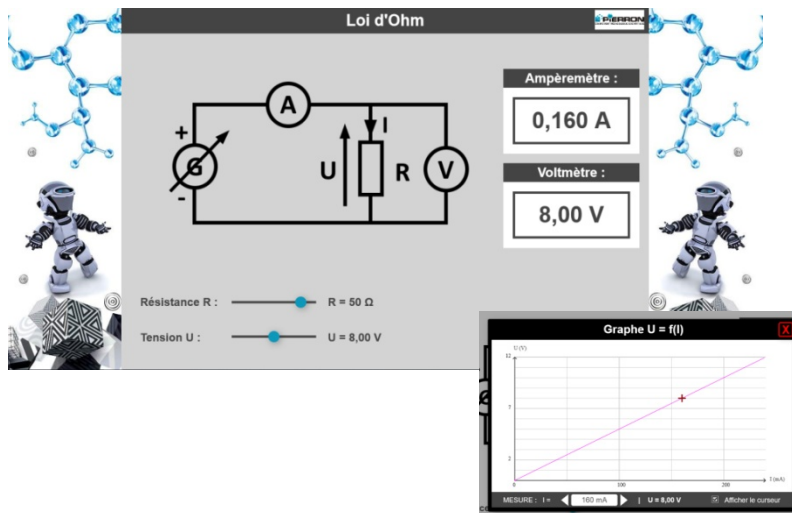 Loi d'Ohm
PIERRON
Ampèremètre :
A
0,160 A
I
+
G
U
R
V
-
Voltmètre :
8,00 V
Résistance R :
R = 50 Ω
Tension U :
U = 8,00 V
Graphe U = f(I)
X
U (V)
12
7
2
0
100
200
I (mA)
MESURE : I = 160 mA | U = 8,00 V Afficher le curseur